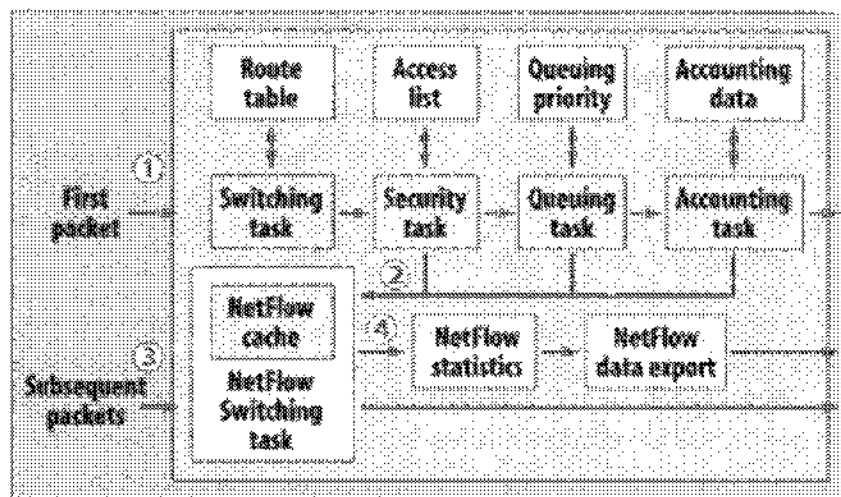 Route
table
Access
list
Queuing
priority
Accounting
data
1
First
packet
Switching
task
Security
task
Queuing
task
Accounting
task
2
NetFlow
cache
3
4
NetFlow
statistics
NetFlow
data export
Subsequent
packets
NetFlow
Switching
task